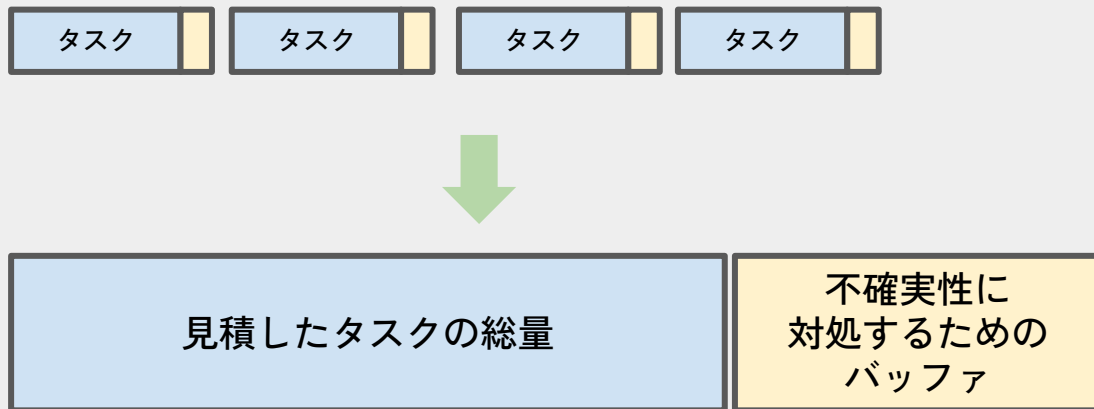 タスク タスク タスク タスク
見積したタスクの総量
不確実性に
対処するための
バッファ